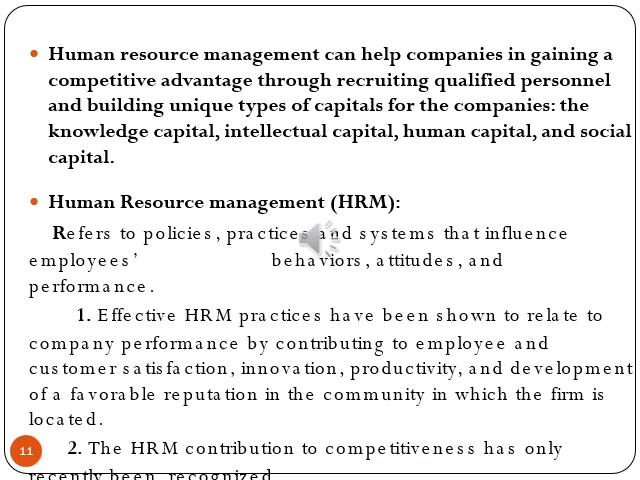 • Human resource management can help companies in gaining a
competitive advantage through recruiting qualified personnel
and building unique types of capitals for the companies: the
knowledge capital, intellectual capital, human capital, and social
capital.
• Human Resource management (HRM):
Refers to policies, practices and systems that influence
employees’ behaviors, attitudes, and
performance.
1. Effective HRM practices have been shown to relate to
company performance by contributing to employee and
customer satisfaction, innovation, productivity, and development
of a favorable reputation in the community in which the firm is
located.
11
2. The HRM contribution to competitiveness has only
recently been recognized